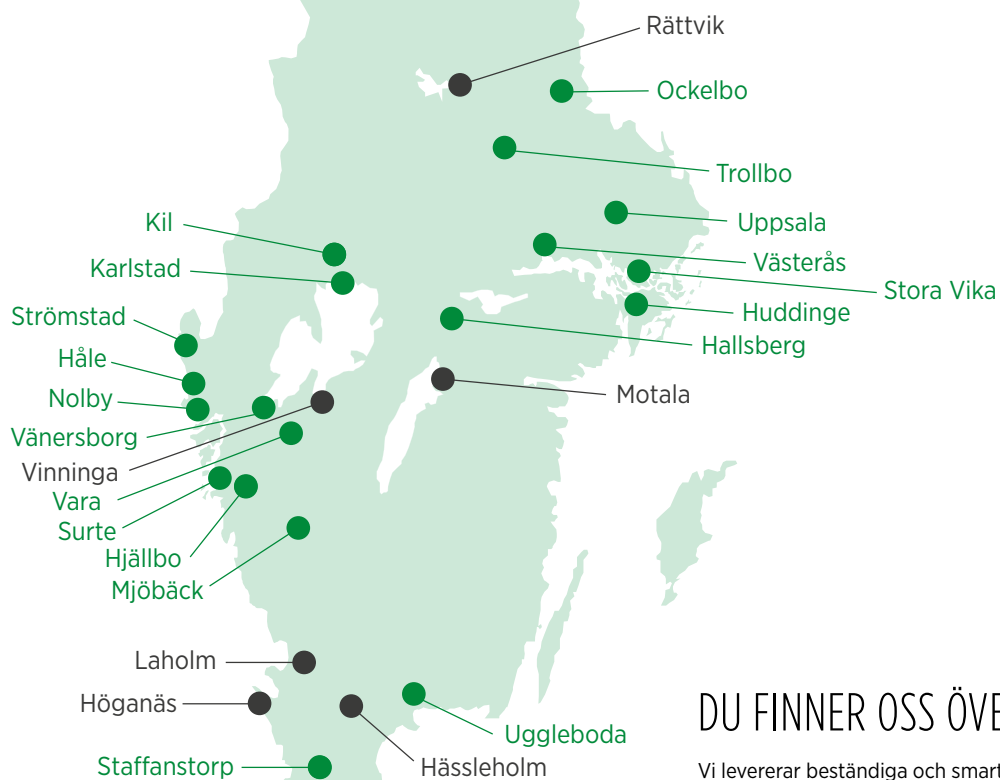 Rättvik
Ockelbo
Trollbo
Uppsala
Västerås
Stora Vika
Huddinge
Hallsberg
Motala
Kil
Karlstad
Strömstad
Håle
Nolby
Vänersborg
Vinninga
Vara
Surte
Hjällbo
Mjöbäck
Laholm
Höganäs
Staffanstorp
Uggleboda
Hässleholm
DU FINNER OSS ÖVE
Vi levererar beständiga och smart